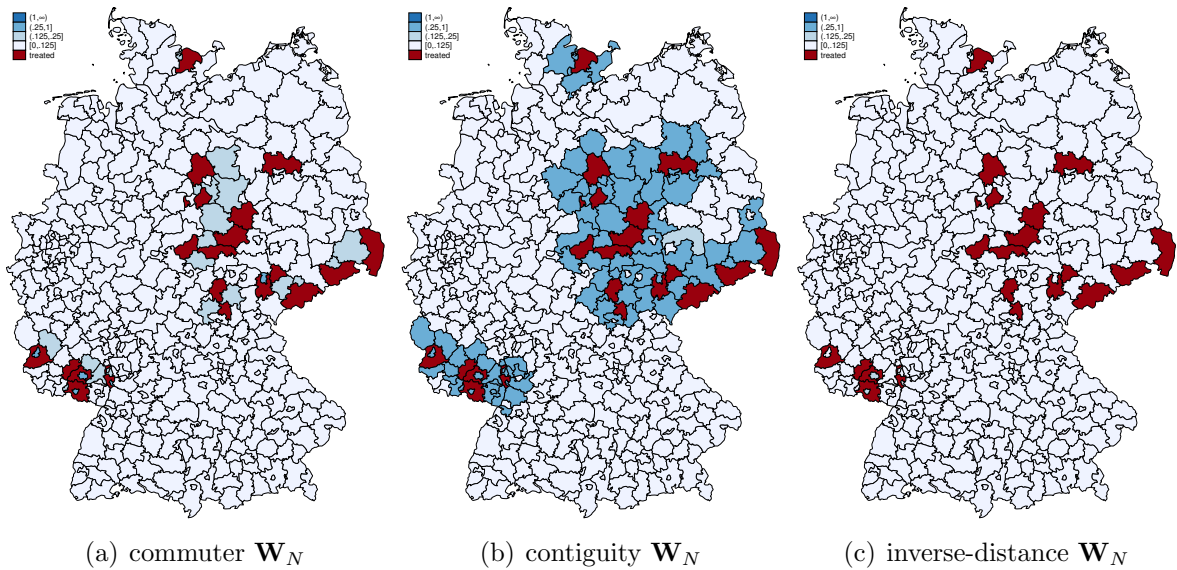 (1,∞)
(.25,1]
(.125,.25]
[0,.125]
treated
(1,∞)
(.25,1]
(.125,.25]
[0,.125]
treated
(1,∞)
(.25,1]
(.125,.25]
[0,.125]
treated
(a) commuter W_N
(b) contiguity W_N
(c) inverse-distance W_N